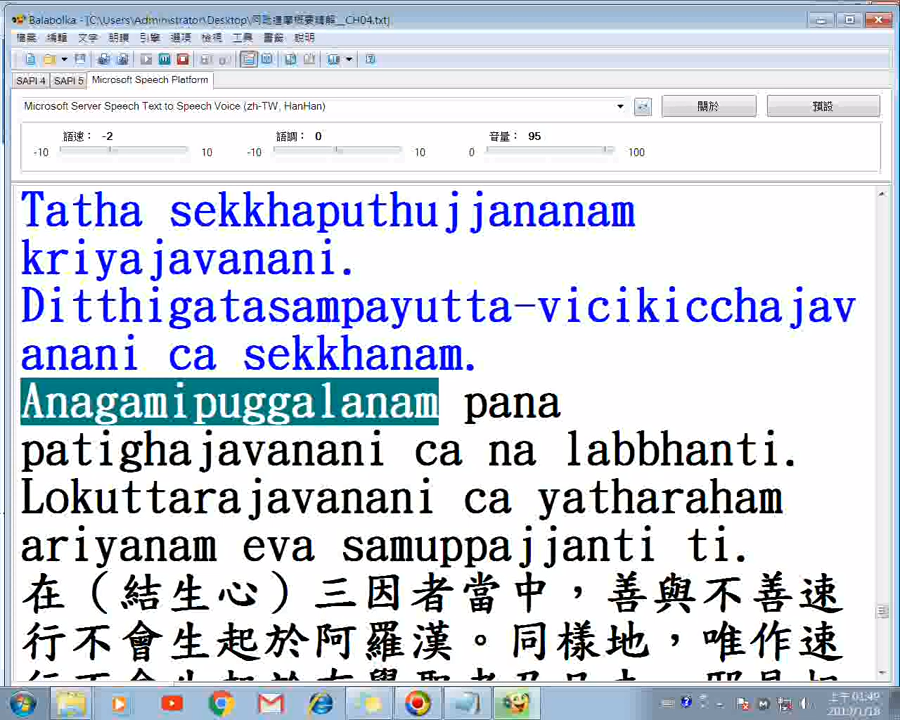 Balabolka - [C:\Users\Administrator\Desktop\阿毗達摩概要精解__CH04.txt]
檔案 編輯 文字 朗讀 引擎 選項 檢視 工具 書籤 說明
SAPI 4 SAPI 5 Microsoft Speech Platform
Microsoft Server Speech Text to Speech Voice (zh-TW, HanHan) 關於 預設
語速： -2 語調： 0 音量： 95
-10 10 -10 10 0 100
Tatha sekkhaputhujjananam
kriyajavanani.
Ditthigatasampayutta-vicikicchajav
anani ca sekkhanam.
Anagamipuggalanam pana
patighajavanani ca na labbhanti.
Lokuttarajavanani ca yatharaham
ariyanam eva samuppajjanti ti.
在（結生心）三因者當中，善與不善速
行不會生起於阿羅漢。同樣地，唯作速
上午 01:49
2019/1/18